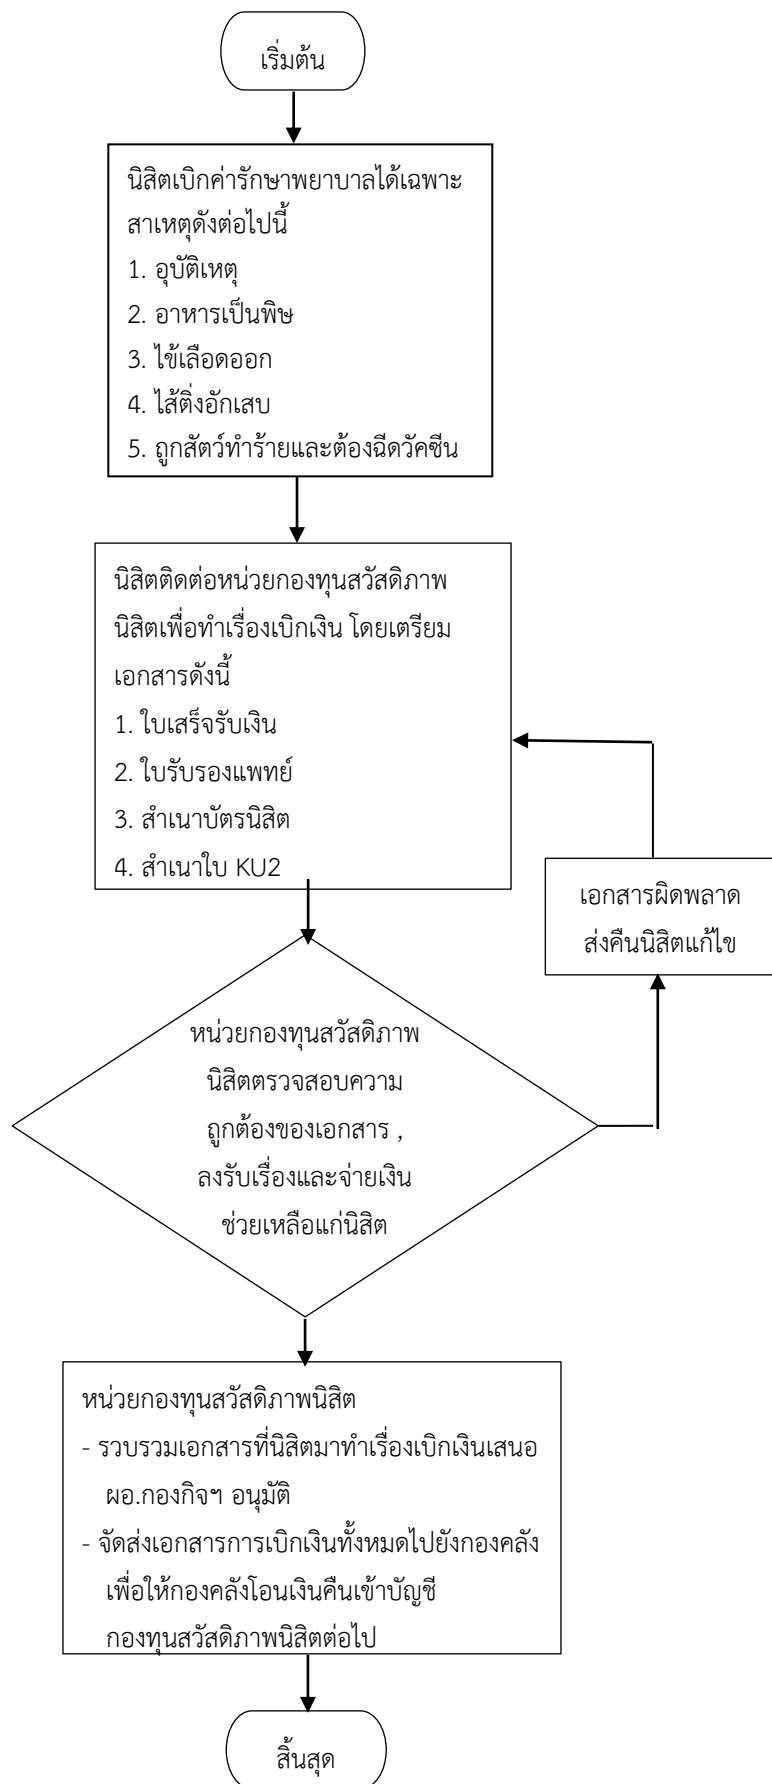 เริ่มต้น
นิสิตเบิกค่ารักษาพยาบาลได้เฉพาะ
สาเหตุดังต่อไปนี้
1. อุบัติเหตุ
2. อาหารเป็นพิษ
3. ไข้เลือดออก
4. ไส้ติ่งอักเสบ
5. ถูกสัตว์ทำร้ายและต้องฉีดวัคซีน
นิสิตติดต่อหน่วยกองทุนสวัสดิภาพ
นิสิตเพื่อทำเรื่องเบิกเงิน โดยเตรียม
เอกสารดังนี้
1. ใบเสร็จรับเงิน
2. ใบรับรองแพทย์
3. สำเนาบัตรนิสิต
4. สำเนาใบ KU2
เอกสารผิดพลาด
ส่งคืนนิสิตแก้ไข
หน่วยกองทุนสวัสดิภาพ
นิสิตตรวจสอบความ
ถูกต้องของเอกสาร ,
ลงรับเรื่องและจ่ายเงิน
ช่วยเหลือแก่นิสิต
หน่วยกองทุนสวัสดิภาพนิสิต
- รวบรวมเอกสารที่นิสิตมาทำเรื่องเบิกเงินเสนอ
ผอ.กองกิจฯ อนุมัติ
- จัดส่งเอกสารการเบิกเงินทั้งหมดไปยังกองคลัง
เพื่อให้กองคลังโอนเงินคืนเข้าบัญชี
กองทุนสวัสดิภาพนิสิตต่อไป
สิ้นสุด